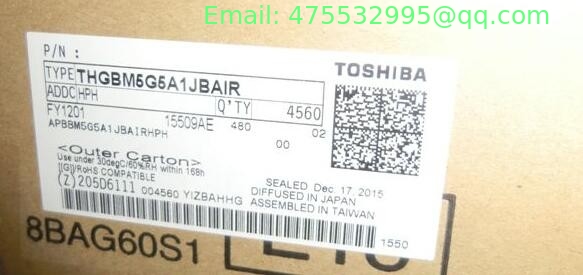 Email: 475532995@qq.com
P/N :
TOSHIBA
TYPE THGBM5G5A1JBAIR
ADDC HPH
Q'TY 4560
FY1201 15509AE 480 02
APBBM5G5A1JBAIRHPH
00
<Outer Carton>
Use under 30degC/60%RH within 168h
[[G]]/RoHS COMPATIBLE
SEALED Dec 17, 2015
(Z)205D6111 004560 YIZBAHHG
DIFFUSED IN JAPAN
ASSEMBLED IN TAIWAN
1550
8BAG60S1